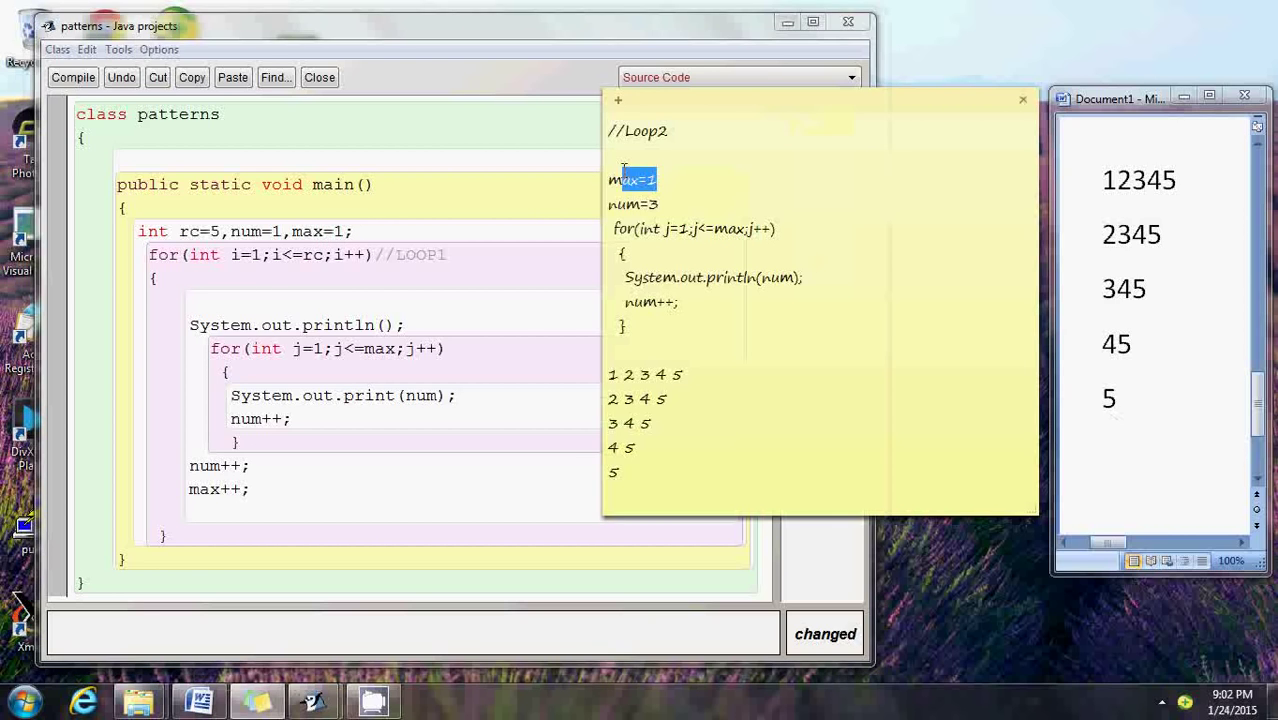 patterns - Java projects
Class Edit Tools Options
Compile Undo Cut Copy Paste Find... Close
Source Code
class patterns
{
public static void main()
{
int rc=5,num=1,max=1;
for(int i=1;i<=rc;i++)//LOOP1
{
System.out.println();
for(int j=1;j<=max;j++)
{
System.out.print(num);
num++;
}
num++;
max++;
}
}
}
changed
+
//Loop2
max=1
num=3
for(int j=1;j<=max;j++)
{
System.out.println(num);
num++;
}
1 2 3 4 5
2 3 4 5
3 4 5
4 5
5
Document1 - Mi...
12345
2345
345
45
5
100%
Micr
Visual
Regist
DivX
9:02 PM
1/24/2015